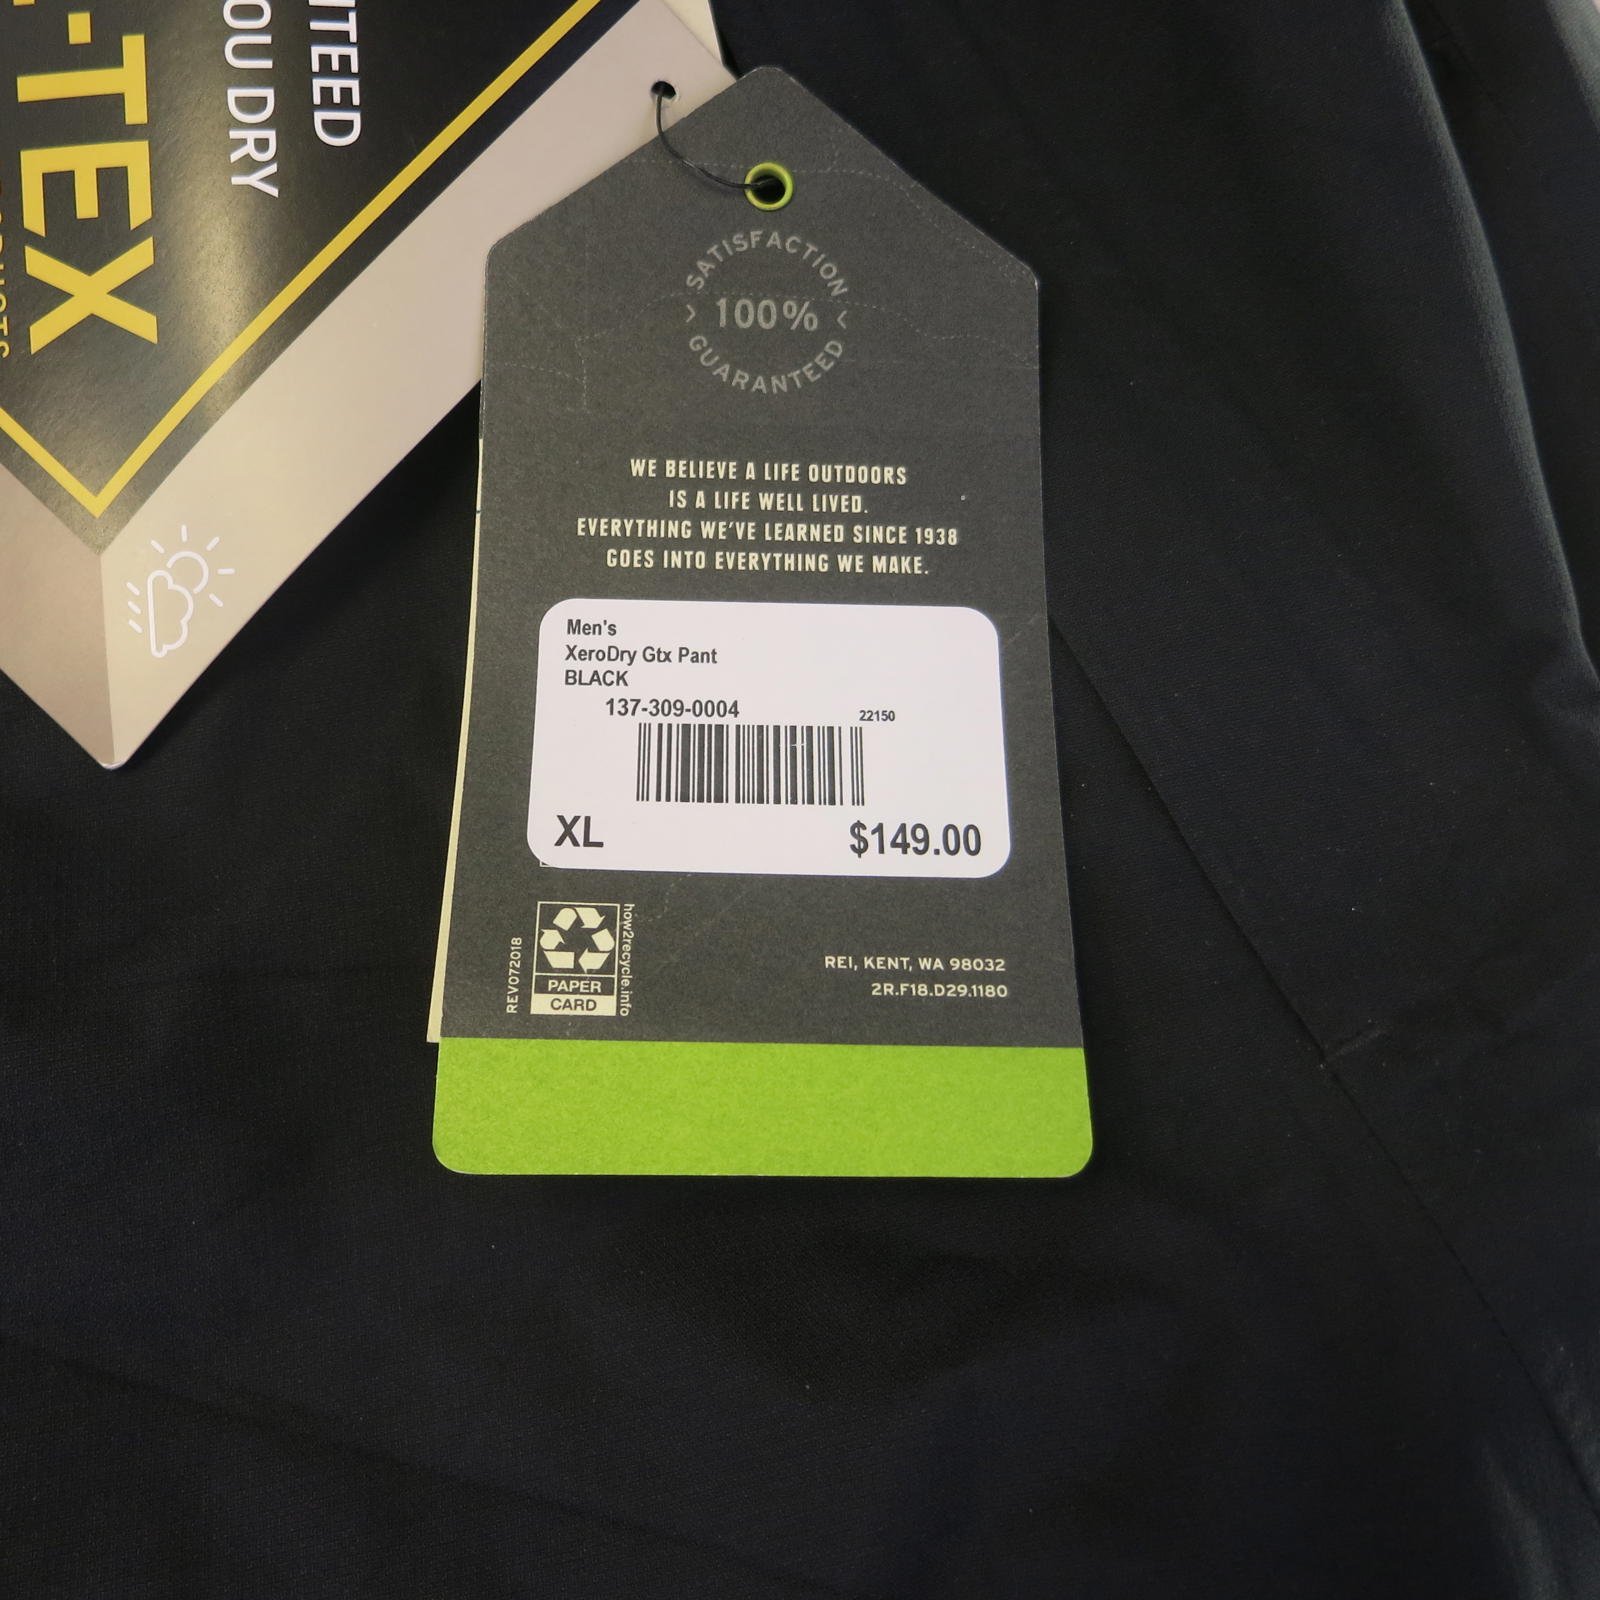 ITEED
OU DRY
-TEX
SATISFACTION
100%
GUARANTEED
WE BELIEVE A LIFE OUTDOORS
IS A LIFE WELL LIVED.
EVERYTHING WE'VE LEARNED SINCE 1938
GOES INTO EVERYTHING WE MAKE.
Men's
XeroDry Gtx Pant
BLACK
137-309-0004 22150
XL $149.00
REV072018
PAPER
CARD
how2recycle.info
REI, KENT, WA 98032
2R.F18.D29.1180